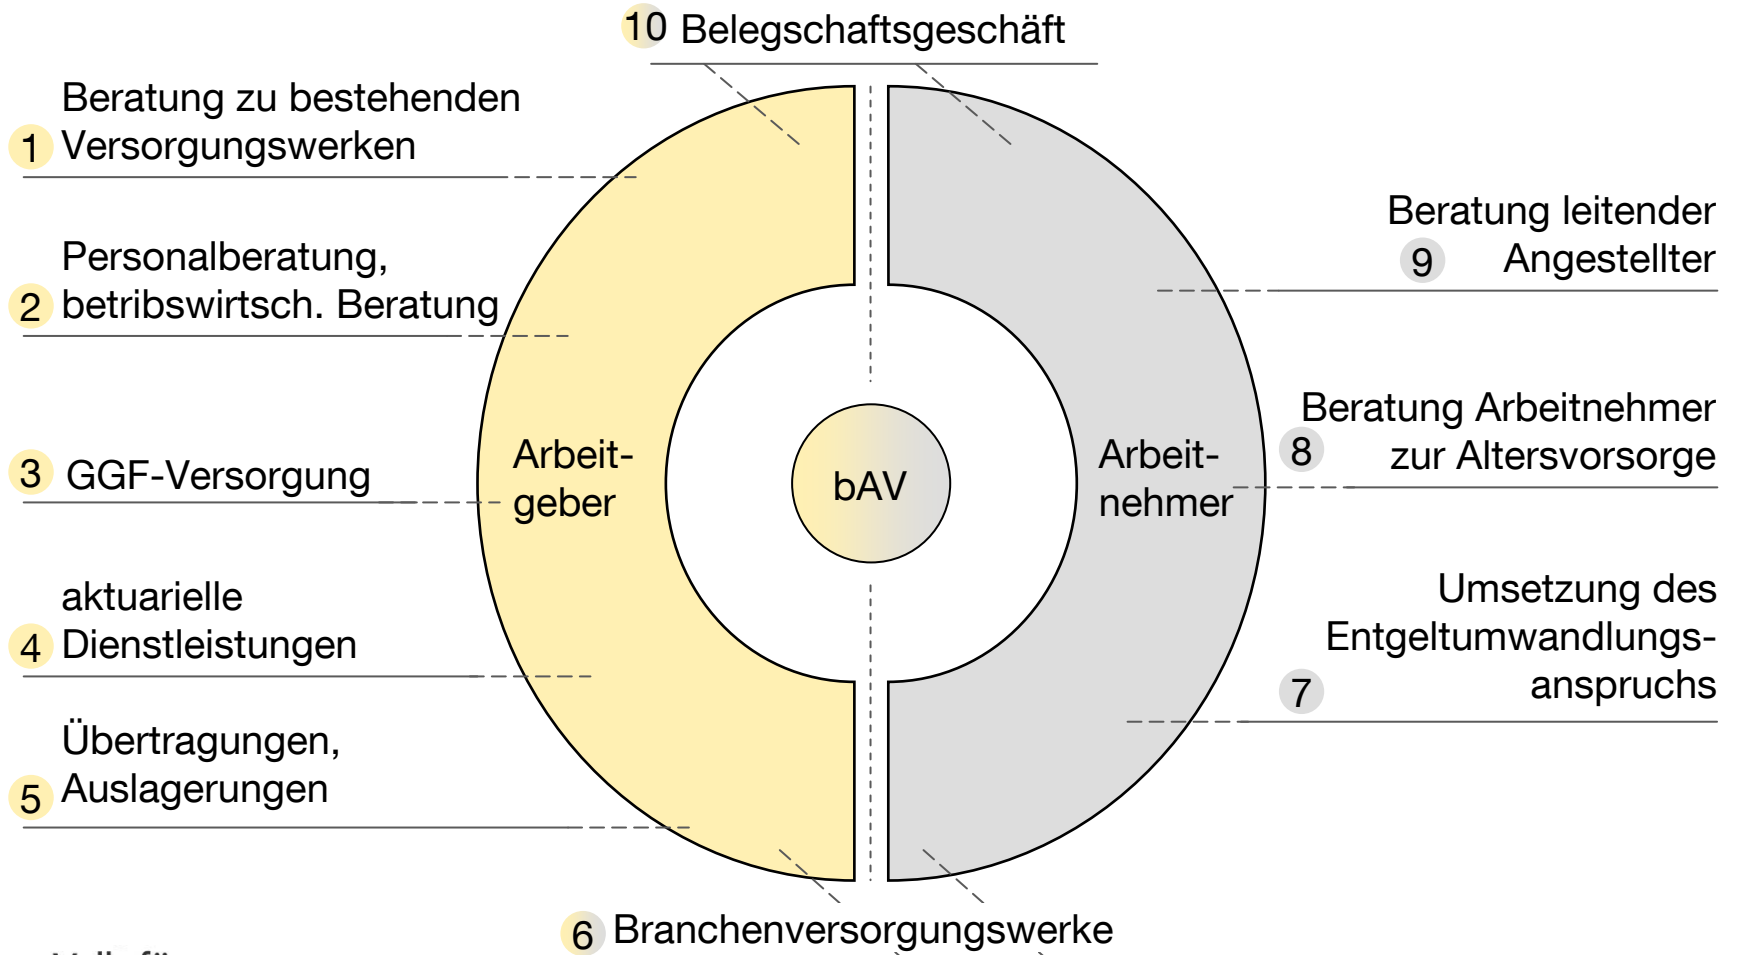 10 Belegschaftsgeschäft
Beratung zu bestehenden
1 Versorgungswerken
Personalberatung,
2 betribswirtsch. Beratung
3 GGF-Versorgung
aktuarielle
4 Dienstleistungen
Übertragungen,
5 Auslagerungen
Arbeit-
geber
bAV
Arbeit-
nehmer
Beratung leitender
9 Angestellter
Beratung Arbeitnehmer
8 zur Altersvorsorge
Umsetzung des
Entgeltumwandlungs-
7 anspruchs
6 Branchenversorgungswerke